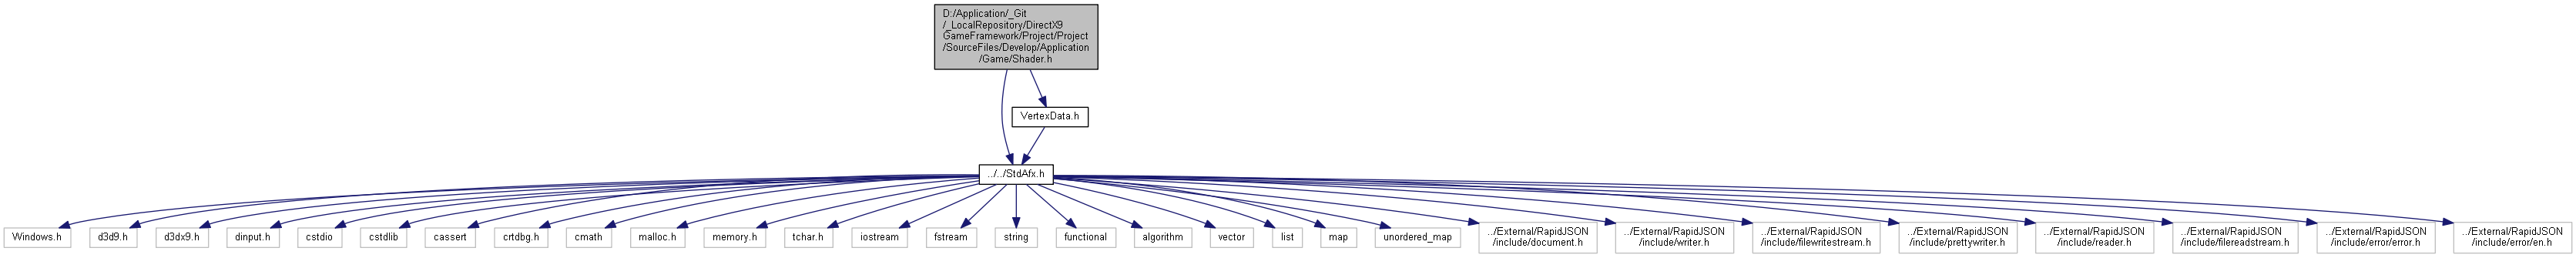 D:/Application/_Git
/_LocalRepository/DirectX9
GameFramework/Project/Project
/SourceFiles/Develop/Application
/Game/Shader.h
VertexData.h
../../StdAfx.h
Windows.h
d3d9.h
d3dx9.h
dinput.h
cstdio
cstdlib
cassert
crtdbg.h
cmath
malloc.h
memory.h
tchar.h
iostream
fstream
string
functional
algorithm
vector
list
map
unordered_map
../External/RapidJSON
/include/document.h
../External/RapidJSON
/include/writer.h
../External/RapidJSON
/include/filewritestream.h
../External/RapidJSON
/include/prettywriter.h
../External/RapidJSON
/include/reader.h
../External/RapidJSON
/include/filereadstream.h
../External/RapidJSON
/include/error/error.h
../External/RapidJSON
/include/error/en.h